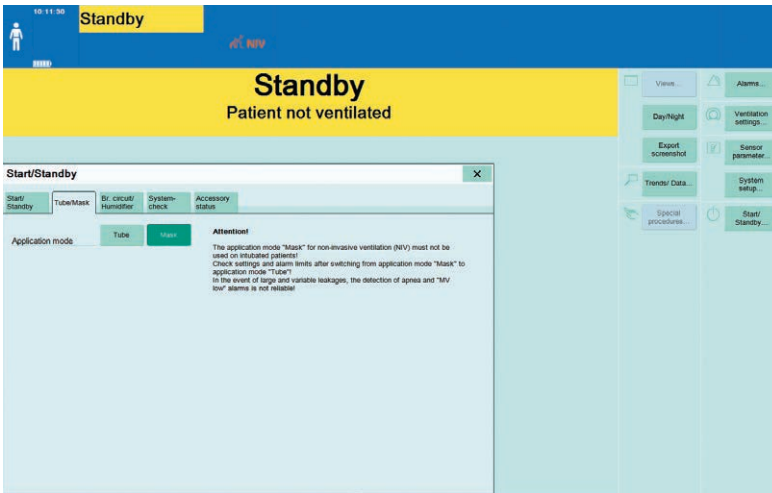 10:11:30
Standby
NIV
Standby
Patient not ventilated
Views...
Alarms...
Day/Night
Ventilation
settings...
Export
screenshot
Sensor
parameter...
Trends/ Data...
System
setup...
Special
procedures...
Start/
Standby...
Start/Standby
Start/
Standby
Tube/Mask
Br. circuit/
Humidifier
System-
check
Accessory
status
Application mode
Tube
Mask
Attention!
The application mode "Mask" for non-invasive ventilation (NIV) must not be
used on intubated patients!
Check settings and alarm limits after switching from application mode "Mask" to
application mode "Tube"!
In the event of large and variable leakages, the detection of apnea and "MV
low" alarms is not reliable!